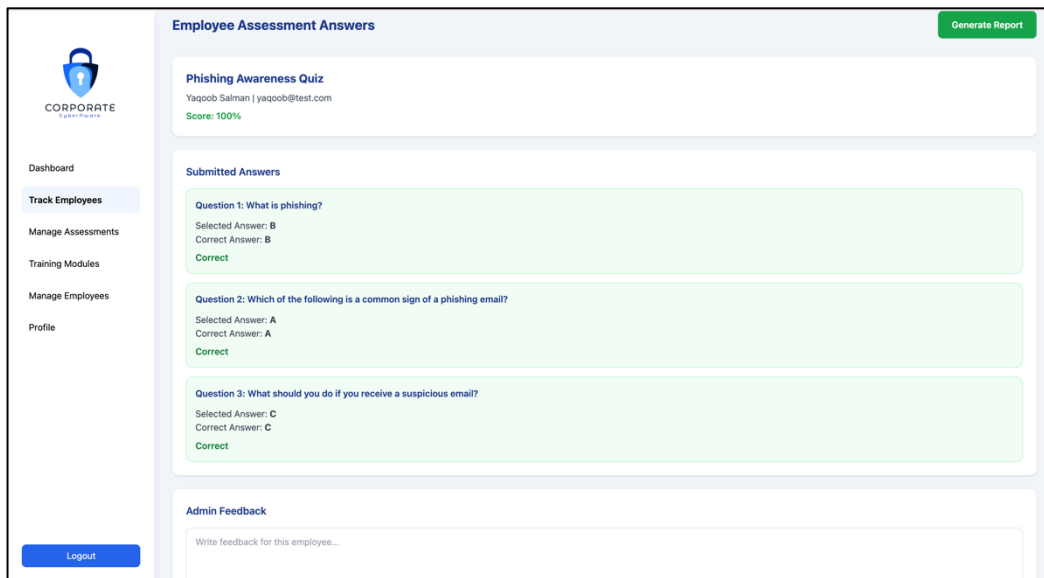 Employee Assessment Answers
Generate Report
CORPORATE
CyberAware
Dashboard
Track Employees
Manage Assessments
Training Modules
Manage Employees
Profile
Logout
Phishing Awareness Quiz
Yaqoob Salman | yaqoob@test.com
Score: 100%
Submitted Answers
Question 1: What is phishing?
Selected Answer: B
Correct Answer: B
Correct
Question 2: Which of the following is a common sign of a phishing email?
Selected Answer: A
Correct Answer: A
Correct
Question 3: What should you do if you receive a suspicious email?
Selected Answer: C
Correct Answer: C
Correct
Admin Feedback
Write feedback for this employee...